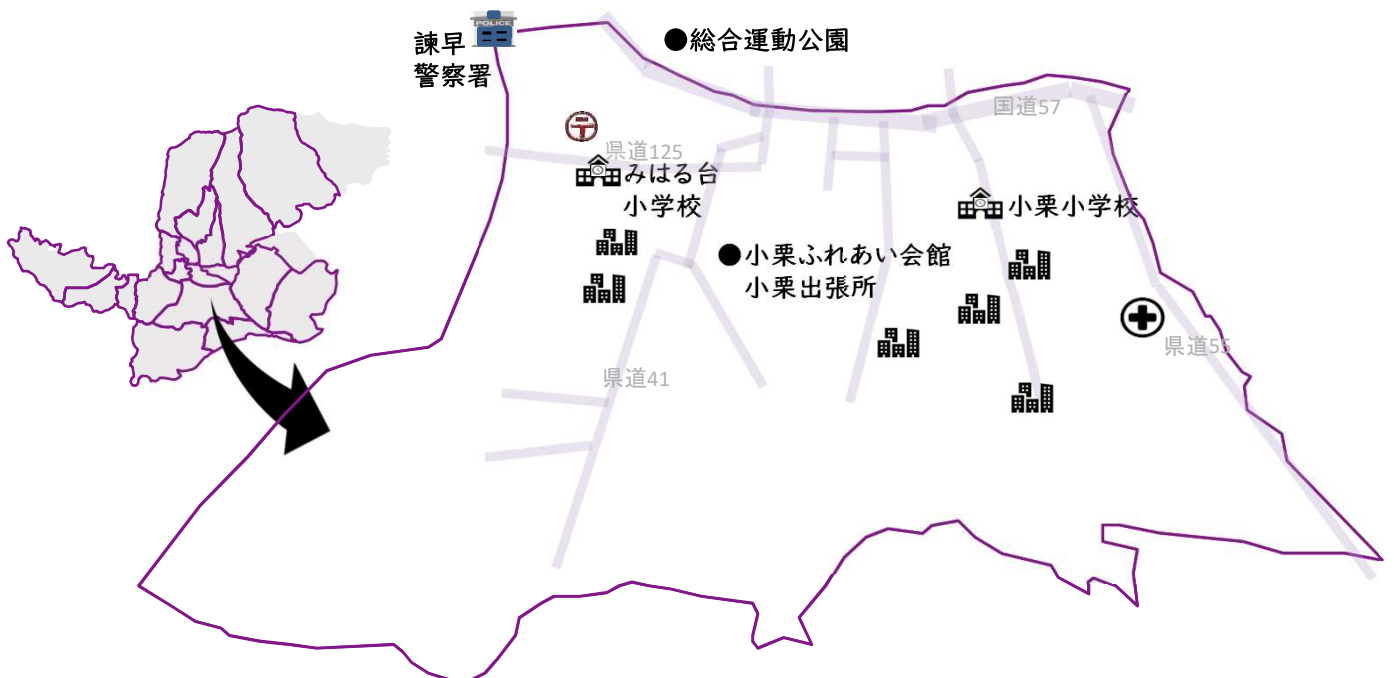 POLICE
諫早
警察署
●総合運動公園
国道57
県道125
みはる台
小学校
小栗小学校
●小栗ふれあい会館
小栗出張所
県道55
県道41